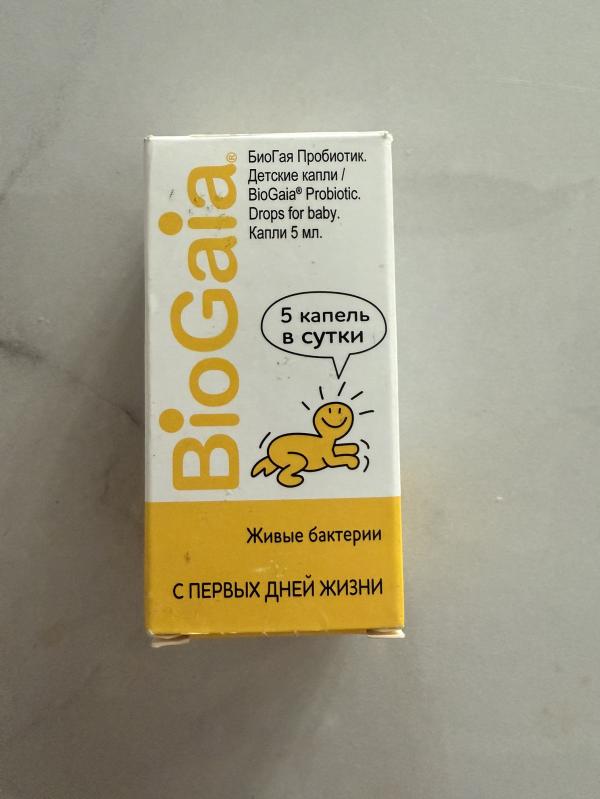 BioGaia®
БиоГая Пробиотик.
Детские капли /
BioGaia® Probiotic.
Drops for baby.
Капли 5 мл.
5 капель
в сутки
Живые бактерии
С ПЕРВЫХ ДНЕЙ ЖИЗНИ